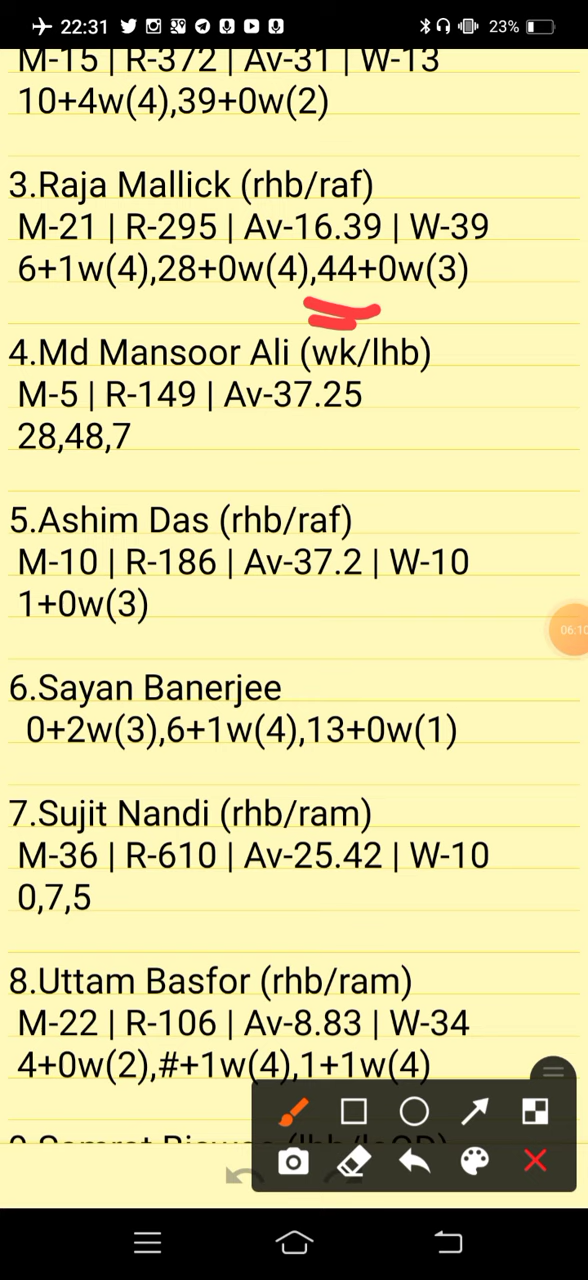 22:31
23%
M-15 | R-372 | Av-31 | W-13
10+4w(4),39+0w(2)
3.Raja Mallick (rhb/raf)
M-21 | R-295 | Av-16.39 | W-39
6+1w(4),28+0w(4),44+0w(3)
4.Md Mansoor Ali (wk/lhb)
M-5 | R-149 | Av-37.25
28,48,7
5.Ashim Das (rhb/raf)
M-10 | R-186 | Av-37.2 | W-10
1+0w(3)
06:10
6.Sayan Banerjee
0+2w(3),6+1w(4),13+0w(1)
7.Sujit Nandi (rhb/ram)
M-36 | R-610 | Av-25.42 | W-10
0,7,5
8.Uttam Basfor (rhb/ram)
M-22 | R-106 | Av-8.83 | W-34
4+0w(2),#+1w(4),1+1w(4)